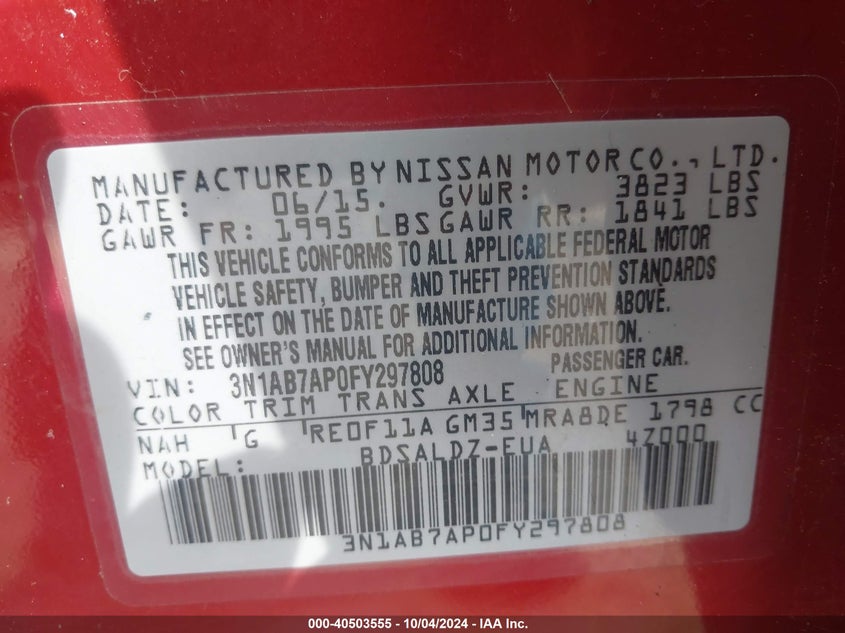 MANUFACTURED BY NISSAN MOTOR CO., LTD.
DATE: 06/15. GVWR: 3823 LBS
GAWR FR: 1995 LBS GAWR RR: 1841 LBS
THIS VEHICLE CONFORMS TO ALL APPLICABLE FEDERAL MOTOR
VEHICLE SAFETY, BUMPER AND THEFT PREVENTION STANDARDS
IN EFFECT ON THE DATE OF MANUFACTURE SHOWN ABOVE.
SEE OWNER'S MANUAL FOR ADDITIONAL INFORMATION.
VIN: 3N1AB7AP0FY297808 PASSENGER CAR.
COLOR TRIM TRANS AXLE ENGINE
NAH G RE0F11A GM35 MRA8DE 1798 CC
MODEL: BDSALDZ-EUA 4Z000
3N1AB7AP0FY297808
000-40503555 - 10/04/2024 - IAA Inc.